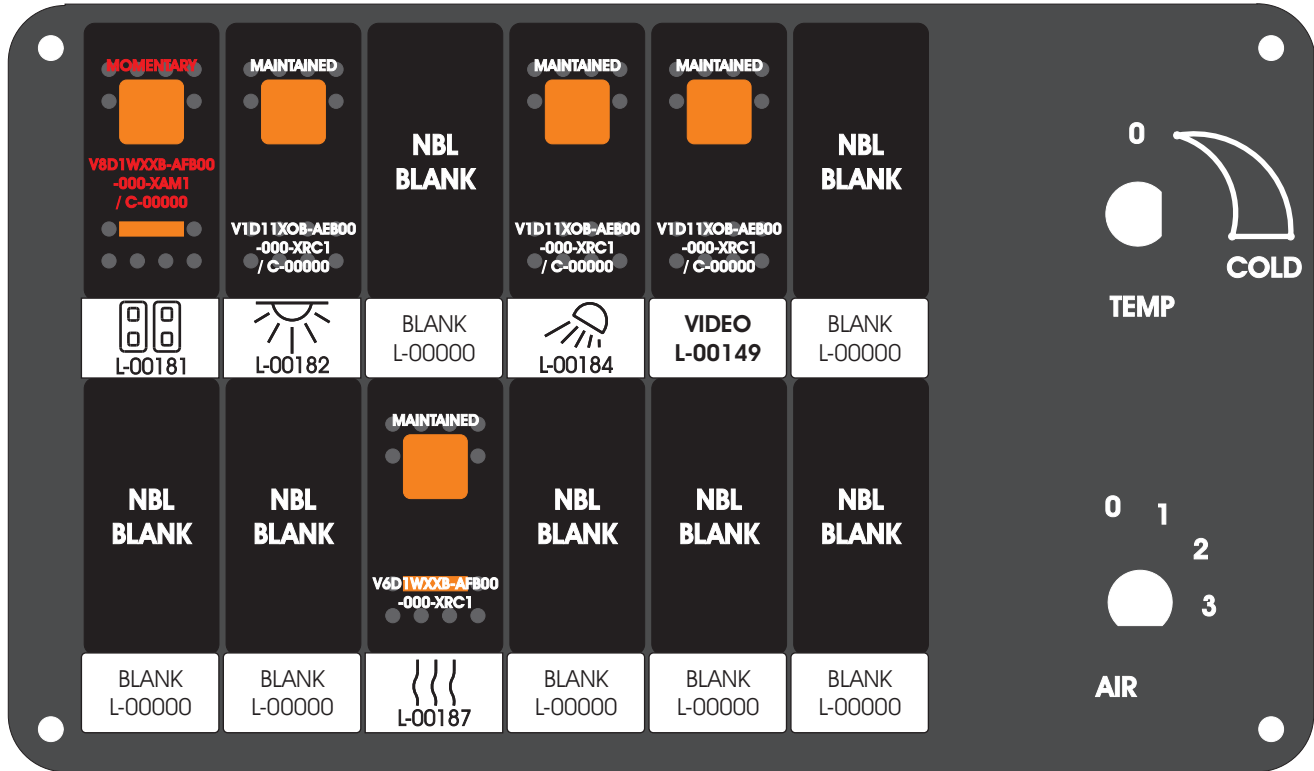 MOMENTARY
V8D1WXXB-AFB00
-000-XAM1
/ C-00000
L-00181
MAINTAINED
V1D11XOB-AEB00
-000-XRC1
/ C-00000
L-00182
NBL
BLANK
BLANK
L-00000
MAINTAINED
V1D11XOB-AEB00
-000-XRC1
/ C-00000
L-00184
MAINTAINED
V1D11XOB-AEB00
-000-XRC1
/ C-00000
VIDEO
L-00149
NBL
BLANK
BLANK
L-00000
0
COLD
TEMP
NBL
BLANK
BLANK
L-00000
NBL
BLANK
BLANK
L-00000
MAINTAINED
V6D1WXXB-AFB00
-000-XRC1
L-00187
NBL
BLANK
BLANK
L-00000
NBL
BLANK
BLANK
L-00000
NBL
BLANK
BLANK
L-00000
0
1
2
3
AIR